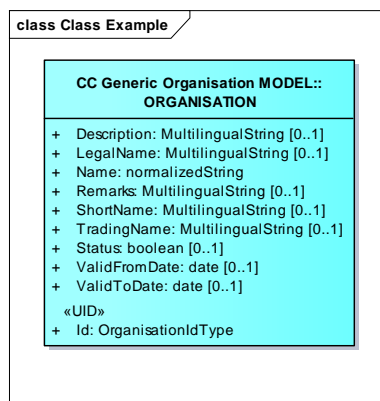 class Class Example
CC Generic Organisation MODEL::
ORGANISATION
+ Description: MultilingualString [0..1]
+ LegalName: MultilingualString [0..1]
+ Name: normalizedString
+ Remarks: MultilingualString [0..1]
+ ShortName: MultilingualString [0..1]
+ TradingName: MultilingualString [0..1]
+ Status: boolean [0..1]
+ ValidFromDate: date [0..1]
+ ValidToDate: date [0..1]
«UID»
+ Id: OrganisationIdType